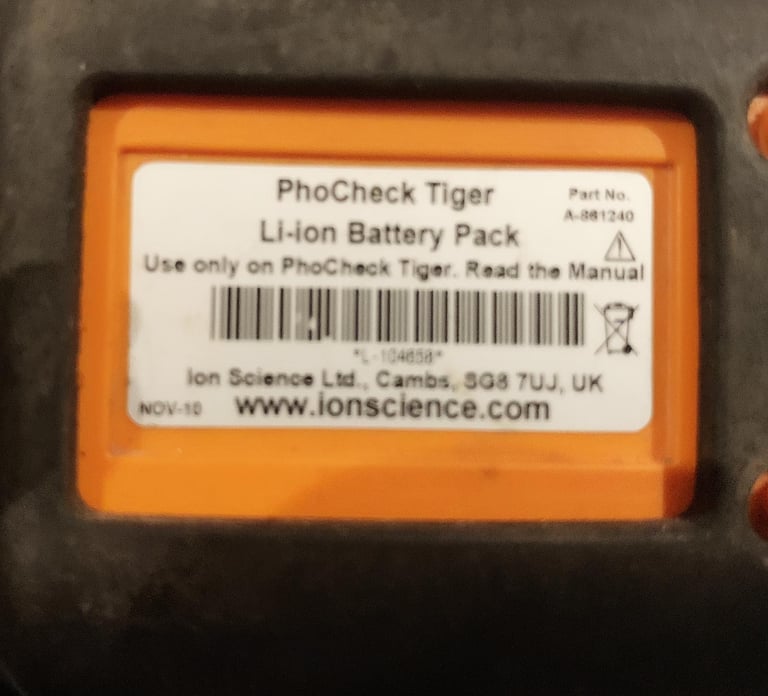 PhoCheck Tiger
Part No.
A-861240
Li-ion Battery Pack
Use only on PhoCheck Tiger. Read the Manual
*L-104658*
Ion Science Ltd., Cambs, SG8 7UJ, UK
NOV-10 www.ionscience.com